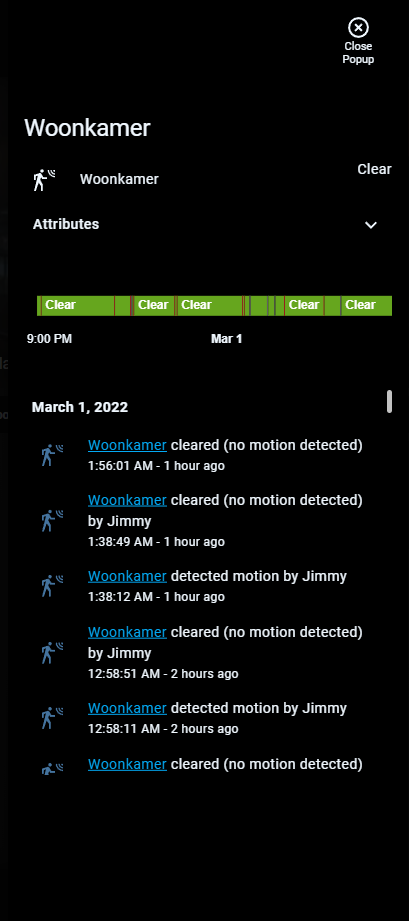 Close
Popup
Woonkamer
Woonkamer
Clear
Attributes
Clear
Clear
Clear
Clear
Clear
9:00 PM
Mar 1
March 1, 2022
Woonkamer cleared (no motion detected)
1:56:01 AM - 1 hour ago
Woonkamer cleared (no motion detected)
by Jimmy
1:38:49 AM - 1 hour ago
Woonkamer detected motion by Jimmy
1:38:12 AM - 1 hour ago
Woonkamer cleared (no motion detected)
by Jimmy
12:58:51 AM - 2 hours ago
Woonkamer detected motion by Jimmy
12:58:11 AM - 2 hours ago
Woonkamer cleared (no motion detected)